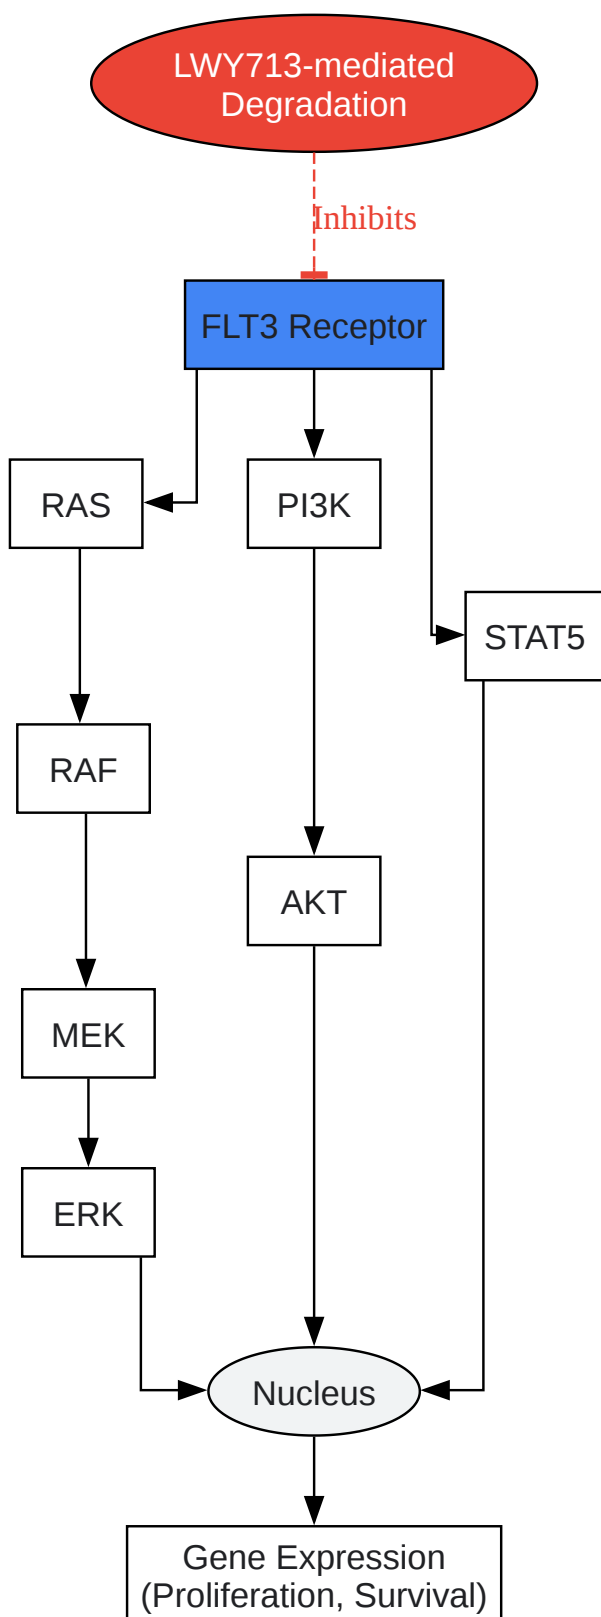 LWY713-mediated
Degradation
Inhibits
FLT3 Receptor
RAS
PI3K
STAT5
RAF
AKT
MEK
ERK
Nucleus
Gene Expression
(Proliferation, Survival)